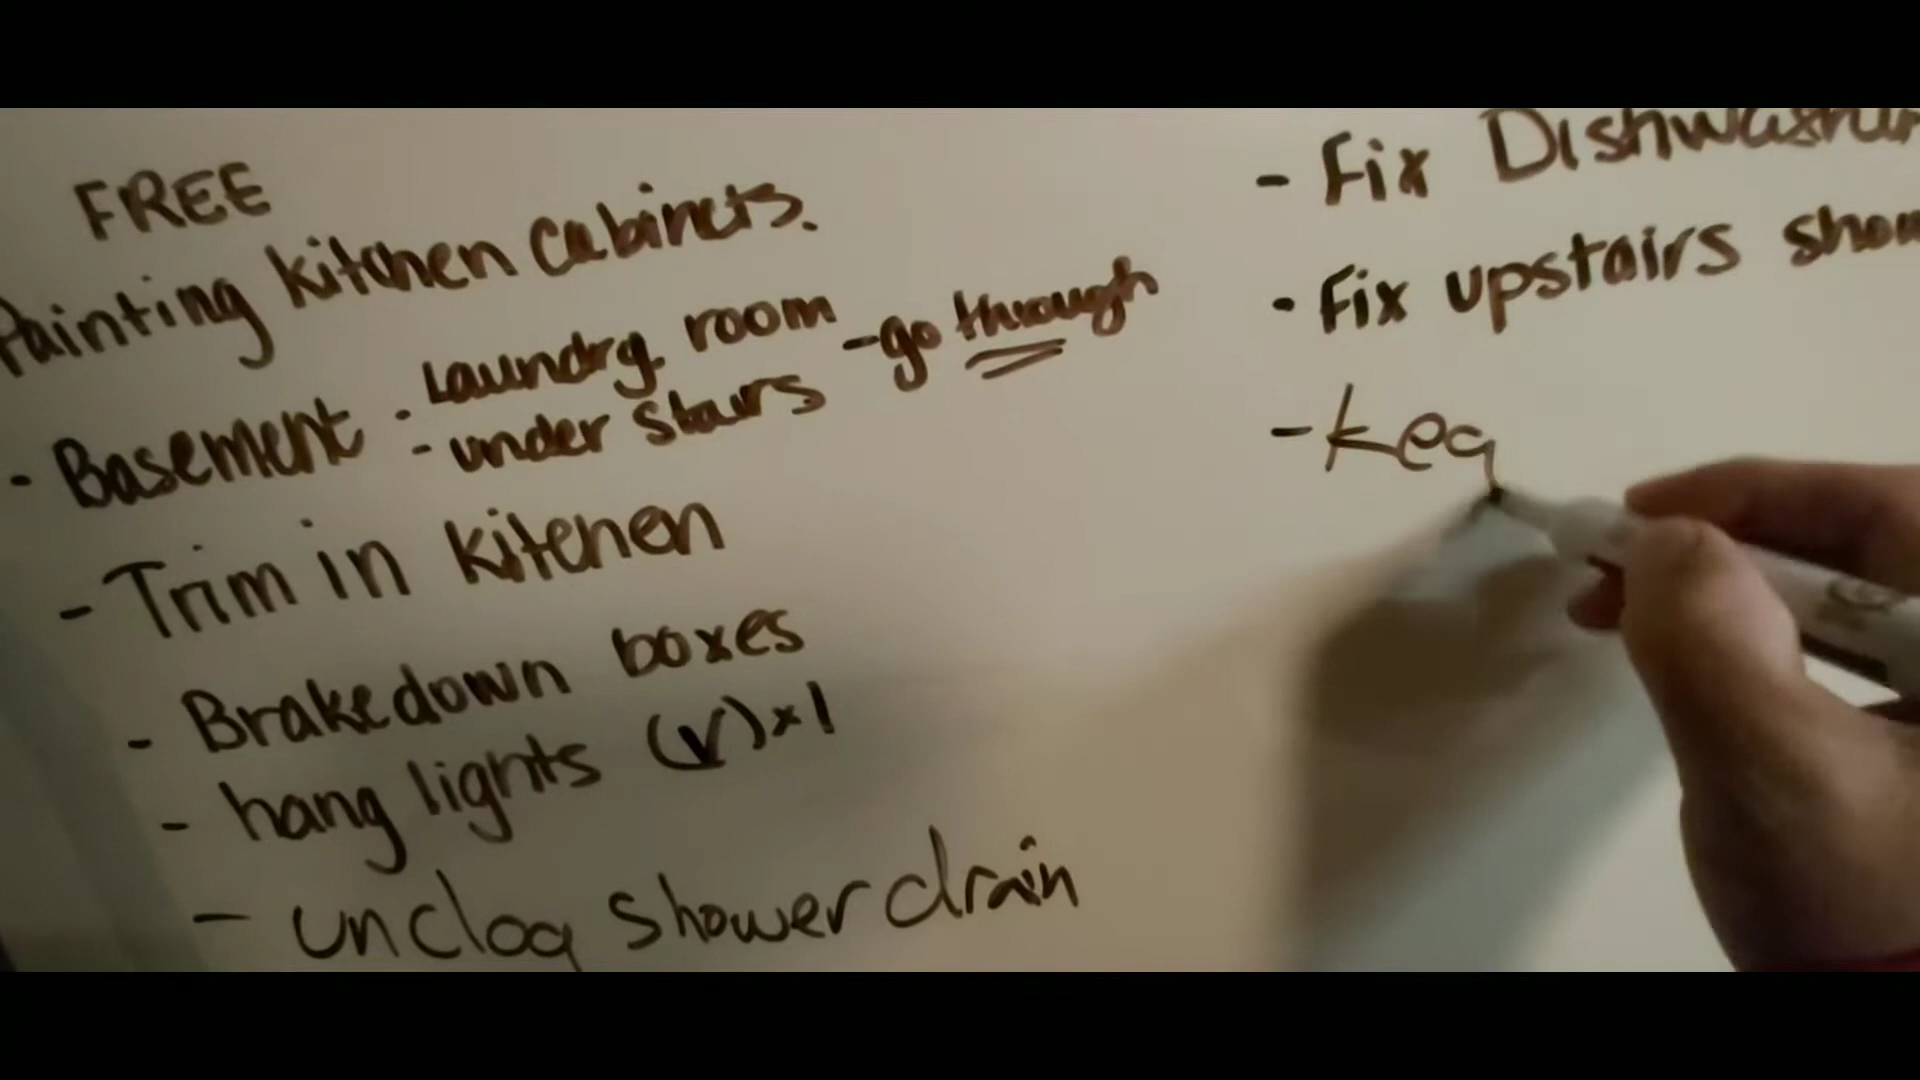 FREE
Painting kitchen cabinets.
· Basement : Laundry room
- under stairs
- go through
- Trim in kitchen
- Brakedown boxes
- hang lights (V)x1
- unclog shower drain
- Fix
· Fix upstairs
- keg